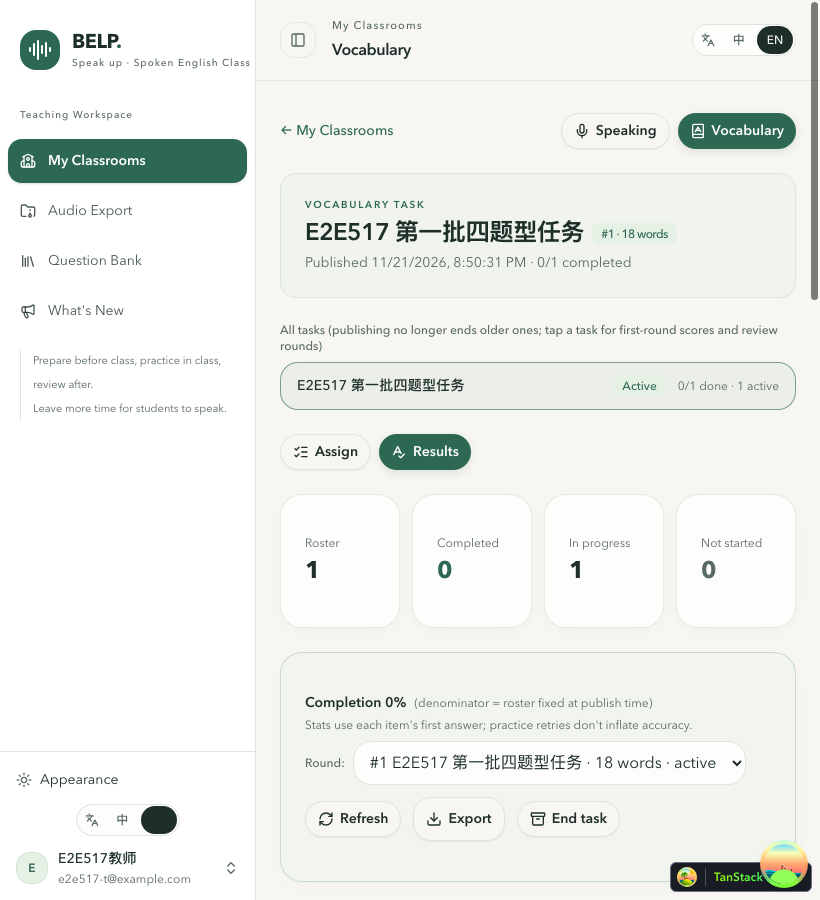 BELP.
Speak up · Spoken English Class
Teaching Workspace
My Classrooms
Audio Export
Question Bank
What's New
Prepare before class, practice in class,
review after.
Leave more time for students to speak.
Appearance
中
E
E2E517教师
e2e517-t@example.com
My Classrooms
Vocabulary
中
EN
← My Classrooms
Speaking
Vocabulary
VOCABULARY TASK
E2E517 第一批四题型任务
#1 · 18 words
Published 11/21/2026, 8:50:31 PM · 0/1 completed
All tasks (publishing no longer ends older ones; tap a task for first-round scores and review
rounds)
E2E517 第一批四题型任务
Active
0/1 done · 1 active
Assign
Results
Roster
1
Completed
0
In progress
1
Not started
0
Completion 0% (denominator = roster fixed at publish time)
Stats use each item's first answer; practice retries don't inflate accuracy.
Round:
#1 E2E517 第一批四题型任务 · 18 words · active
Refresh
Export
End task
TanStack